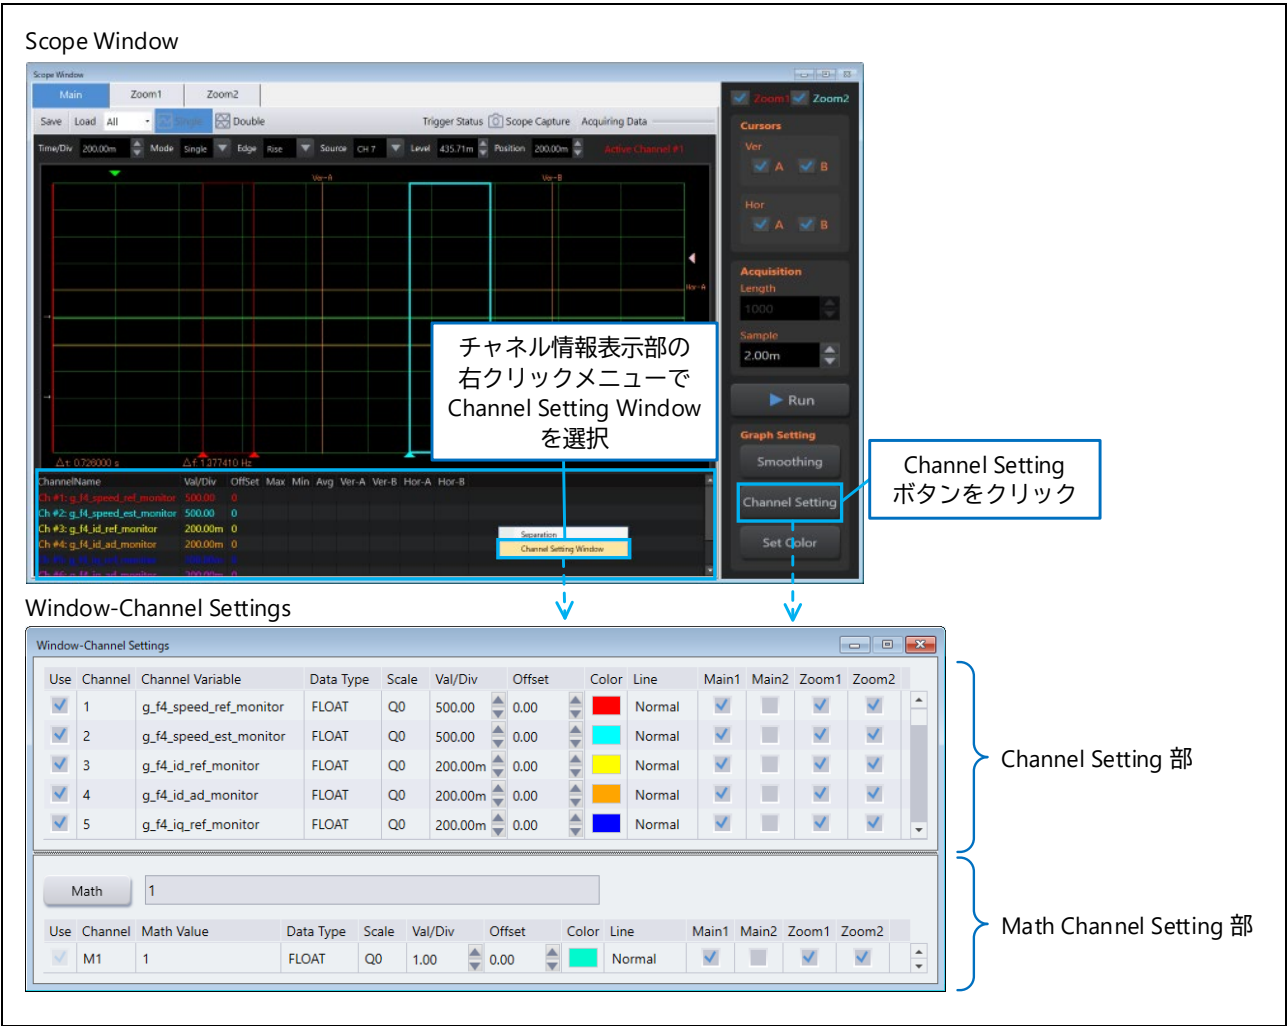 Scope Window
Scope Window
Main Zoom1 Zoom2
Save Load All Single Double Trigger Status Scope Capture Acquiring Data
Time/Div 200.00m Mode Single Edge Rise Source CH 7 Level 435.71m Position 200.00m Active Channel #1
Ver-A Ver-B
Hor-A
Δt: 0.726000 s Δf: 1.377410 Hz
ChannelName Val/Div OffSet Max Min Avg Ver-A Ver-B Hor-A Hor-B
Ch #1: g_f4_speed_ref_monitor 500.00 0
Ch #2: g_f4_speed_est_monitor 500.00 0
Ch #3: g_f4_id_ref_monitor 200.00m 0
Ch #4: g_f4_id_ad_monitor 200.00m 0
Ch #6: g_f4_iq_ad_monitor 200.00m 0
Separation
Channel Setting Window
Zoom1 Zoom2
Cursors
Ver
A B
Hor
A B
Acquisition
Length
1000
Sample
2.00m
Run
Graph Setting
Smoothing
Channel Setting
Set Color
チャネル情報表示部の
右クリックメニューで
Channel Setting Window
を選択
Channel Setting
ボタンをクリック
Window-Channel Settings
Window-Channel Settings
Use Channel Channel Variable Data Type Scale Val/Div Offset Color Line Main1 Main2 Zoom1 Zoom2
1 g_f4_speed_ref_monitor FLOAT Q0 500.00 0.00 Normal
2 g_f4_speed_est_monitor FLOAT Q0 500.00 0.00 Normal
3 g_f4_id_ref_monitor FLOAT Q0 200.00m 0.00 Normal
4 g_f4_id_ad_monitor FLOAT Q0 200.00m 0.00 Normal
5 g_f4_iq_ref_monitor FLOAT Q0 200.00m 0.00 Normal
Channel Setting 部
Math 1
Use Channel Math Value Data Type Scale Val/Div Offset Color Line Main1 Main2 Zoom1 Zoom2
M1 1 FLOAT Q0 1.00 0.00 Normal
Math Channel Setting 部